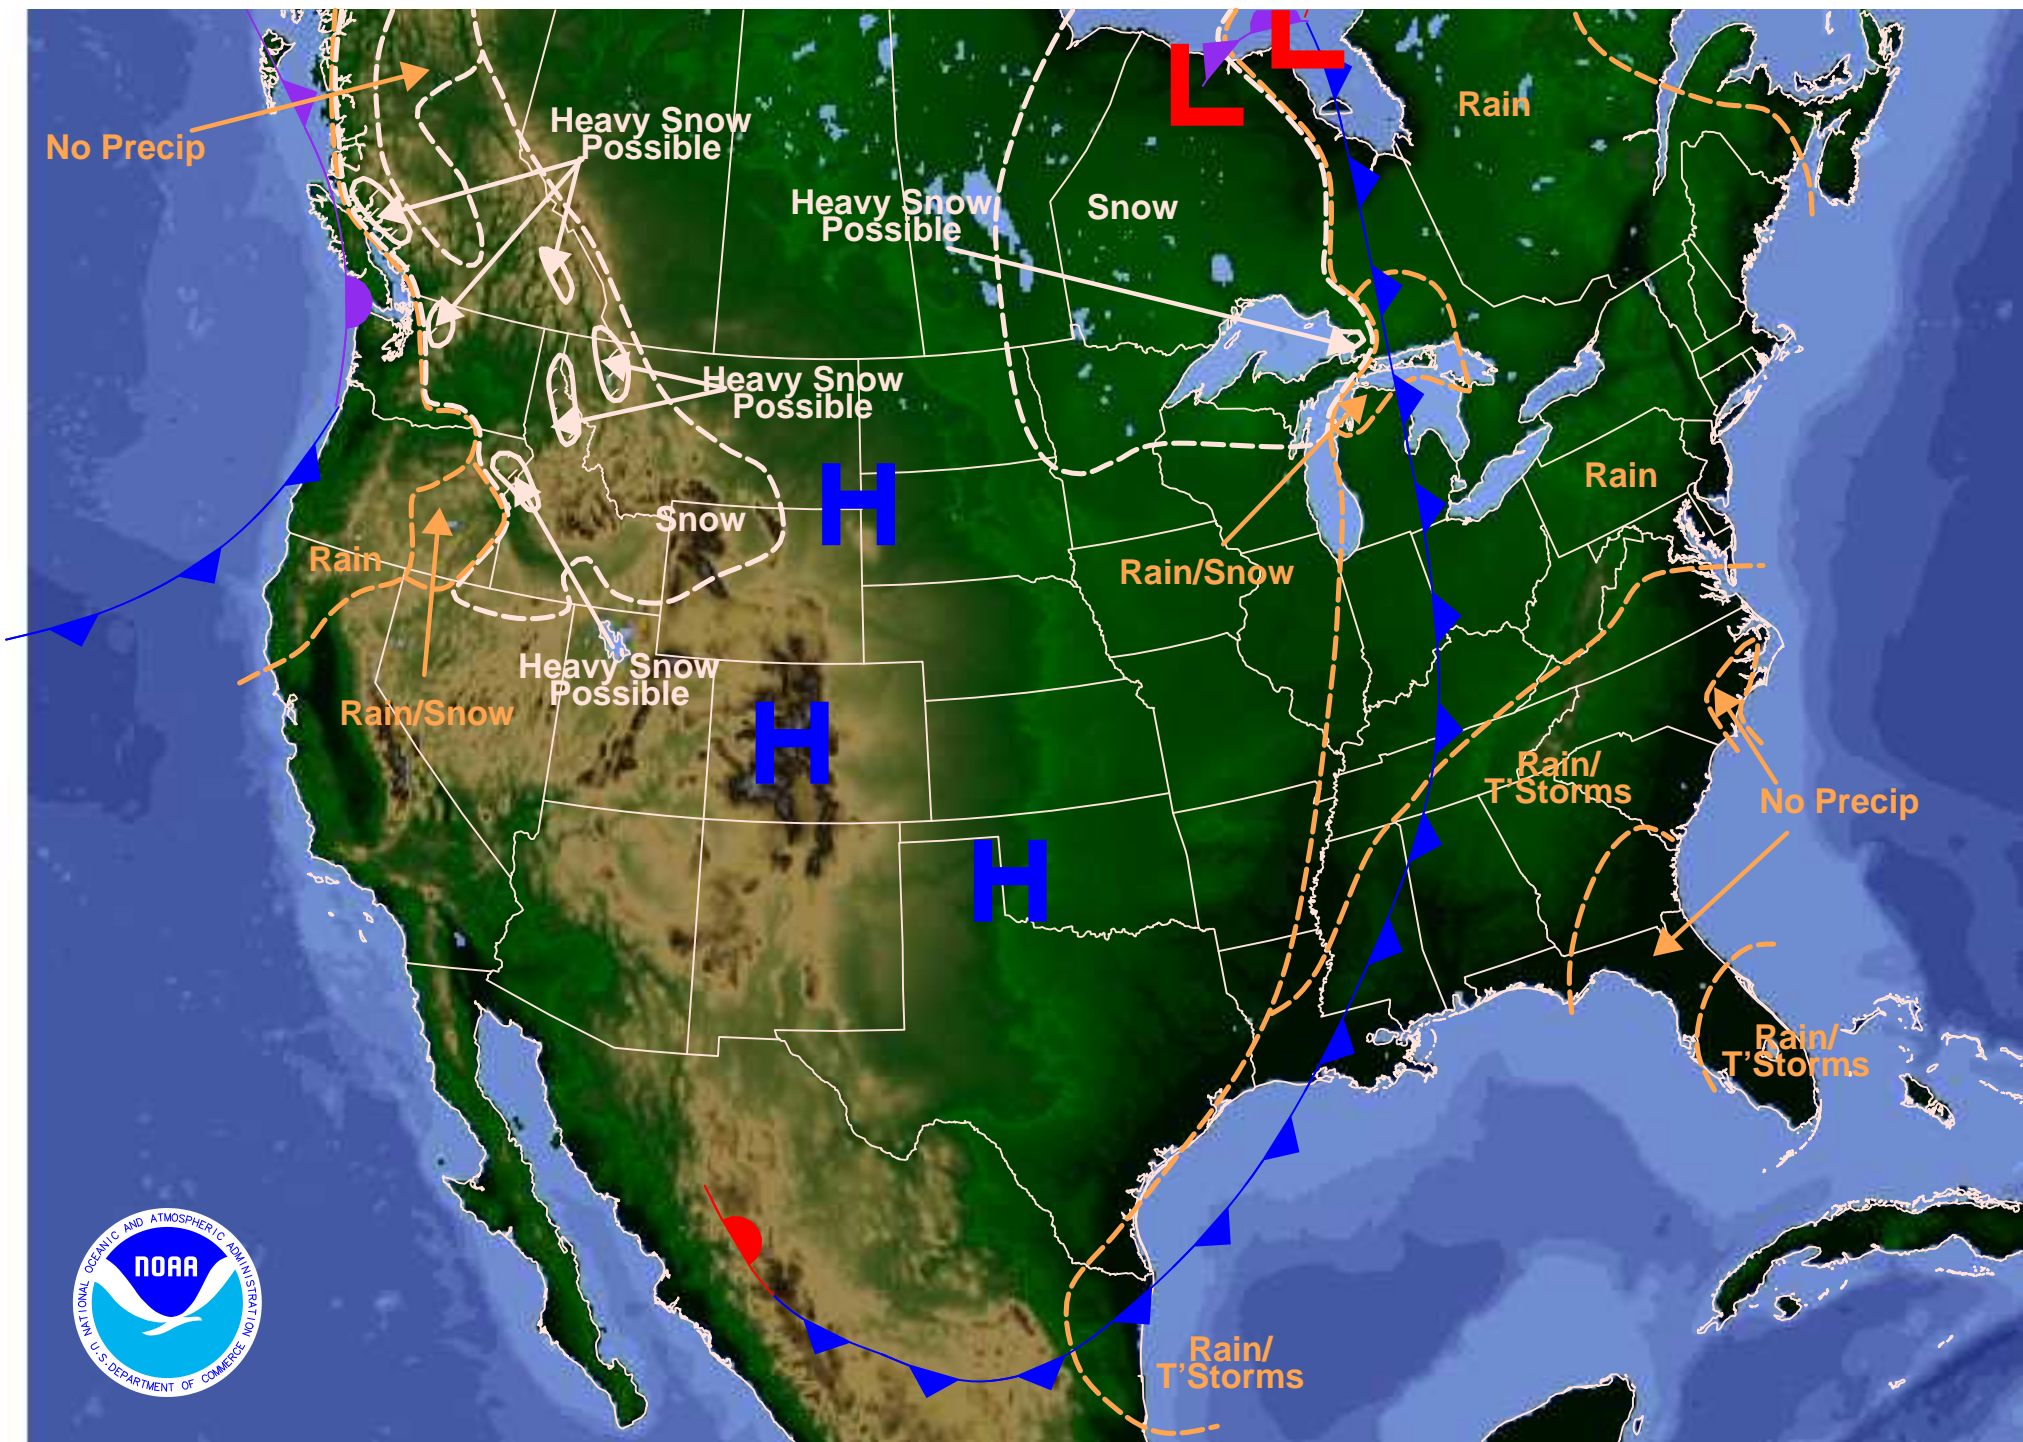 L
L
Rain
No Precip
Heavy Snow
Possible
Heavy Snow
Possible
Snow
Heavy Snow
Possible
H
Rain
Snow
Rain
Rain/Snow
Heavy Snow
Possible
Rain/Snow
H
Rain/
T'Storms
No Precip
H
Rain/
T'Storms
Rain/
T'Storms
NATIONAL OCEANIC AND ATMOSPHERIC ADMINISTRATION
NOAA
U.S. DEPARTMENT OF COMMERCE